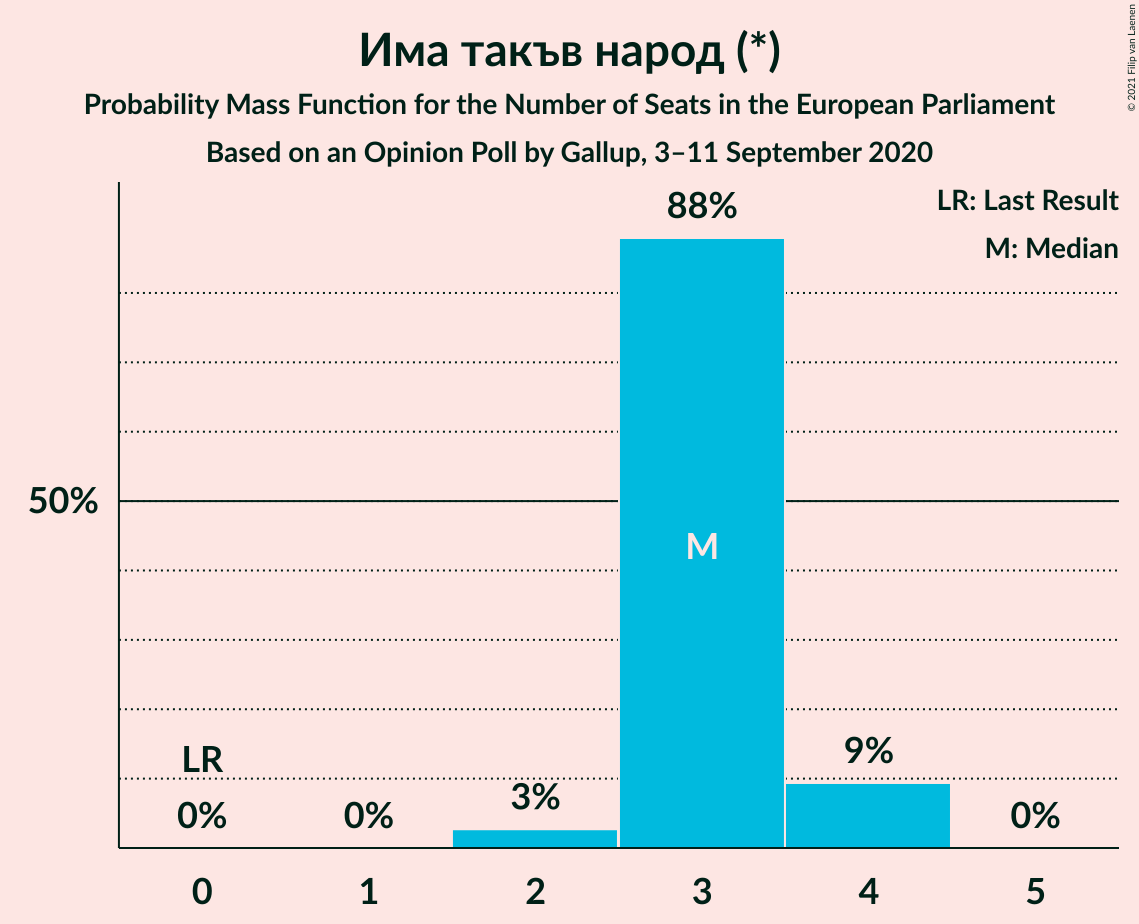 Има такъв народ (*)
Probability Mass Function for the Number of Seats in the European Parliament
Based on an Opinion Poll by Gallup, 3–11 September 2020
© 2021 Filip van Laenen
LR: Last Result
M: Median
88%
50%
M
LR
9%
3%
0%
0%
0%
0
1
2
3
4
5